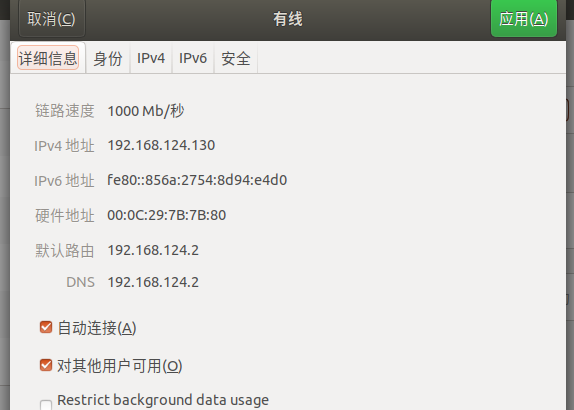 取消(C) 有线 应用(A)
详细信息 身份 IPv4 IPv6 安全
链路速度 1000 Mb/秒
IPv4 地址 192.168.124.130
IPv6 地址 fe80::856a:2754:8d94:e4d0
硬件地址 00:0C:29:7B:7B:80
默认路由 192.168.124.2
DNS 192.168.124.2
自动连接(A)
对其他用户可用(O)
Restrict background data usage